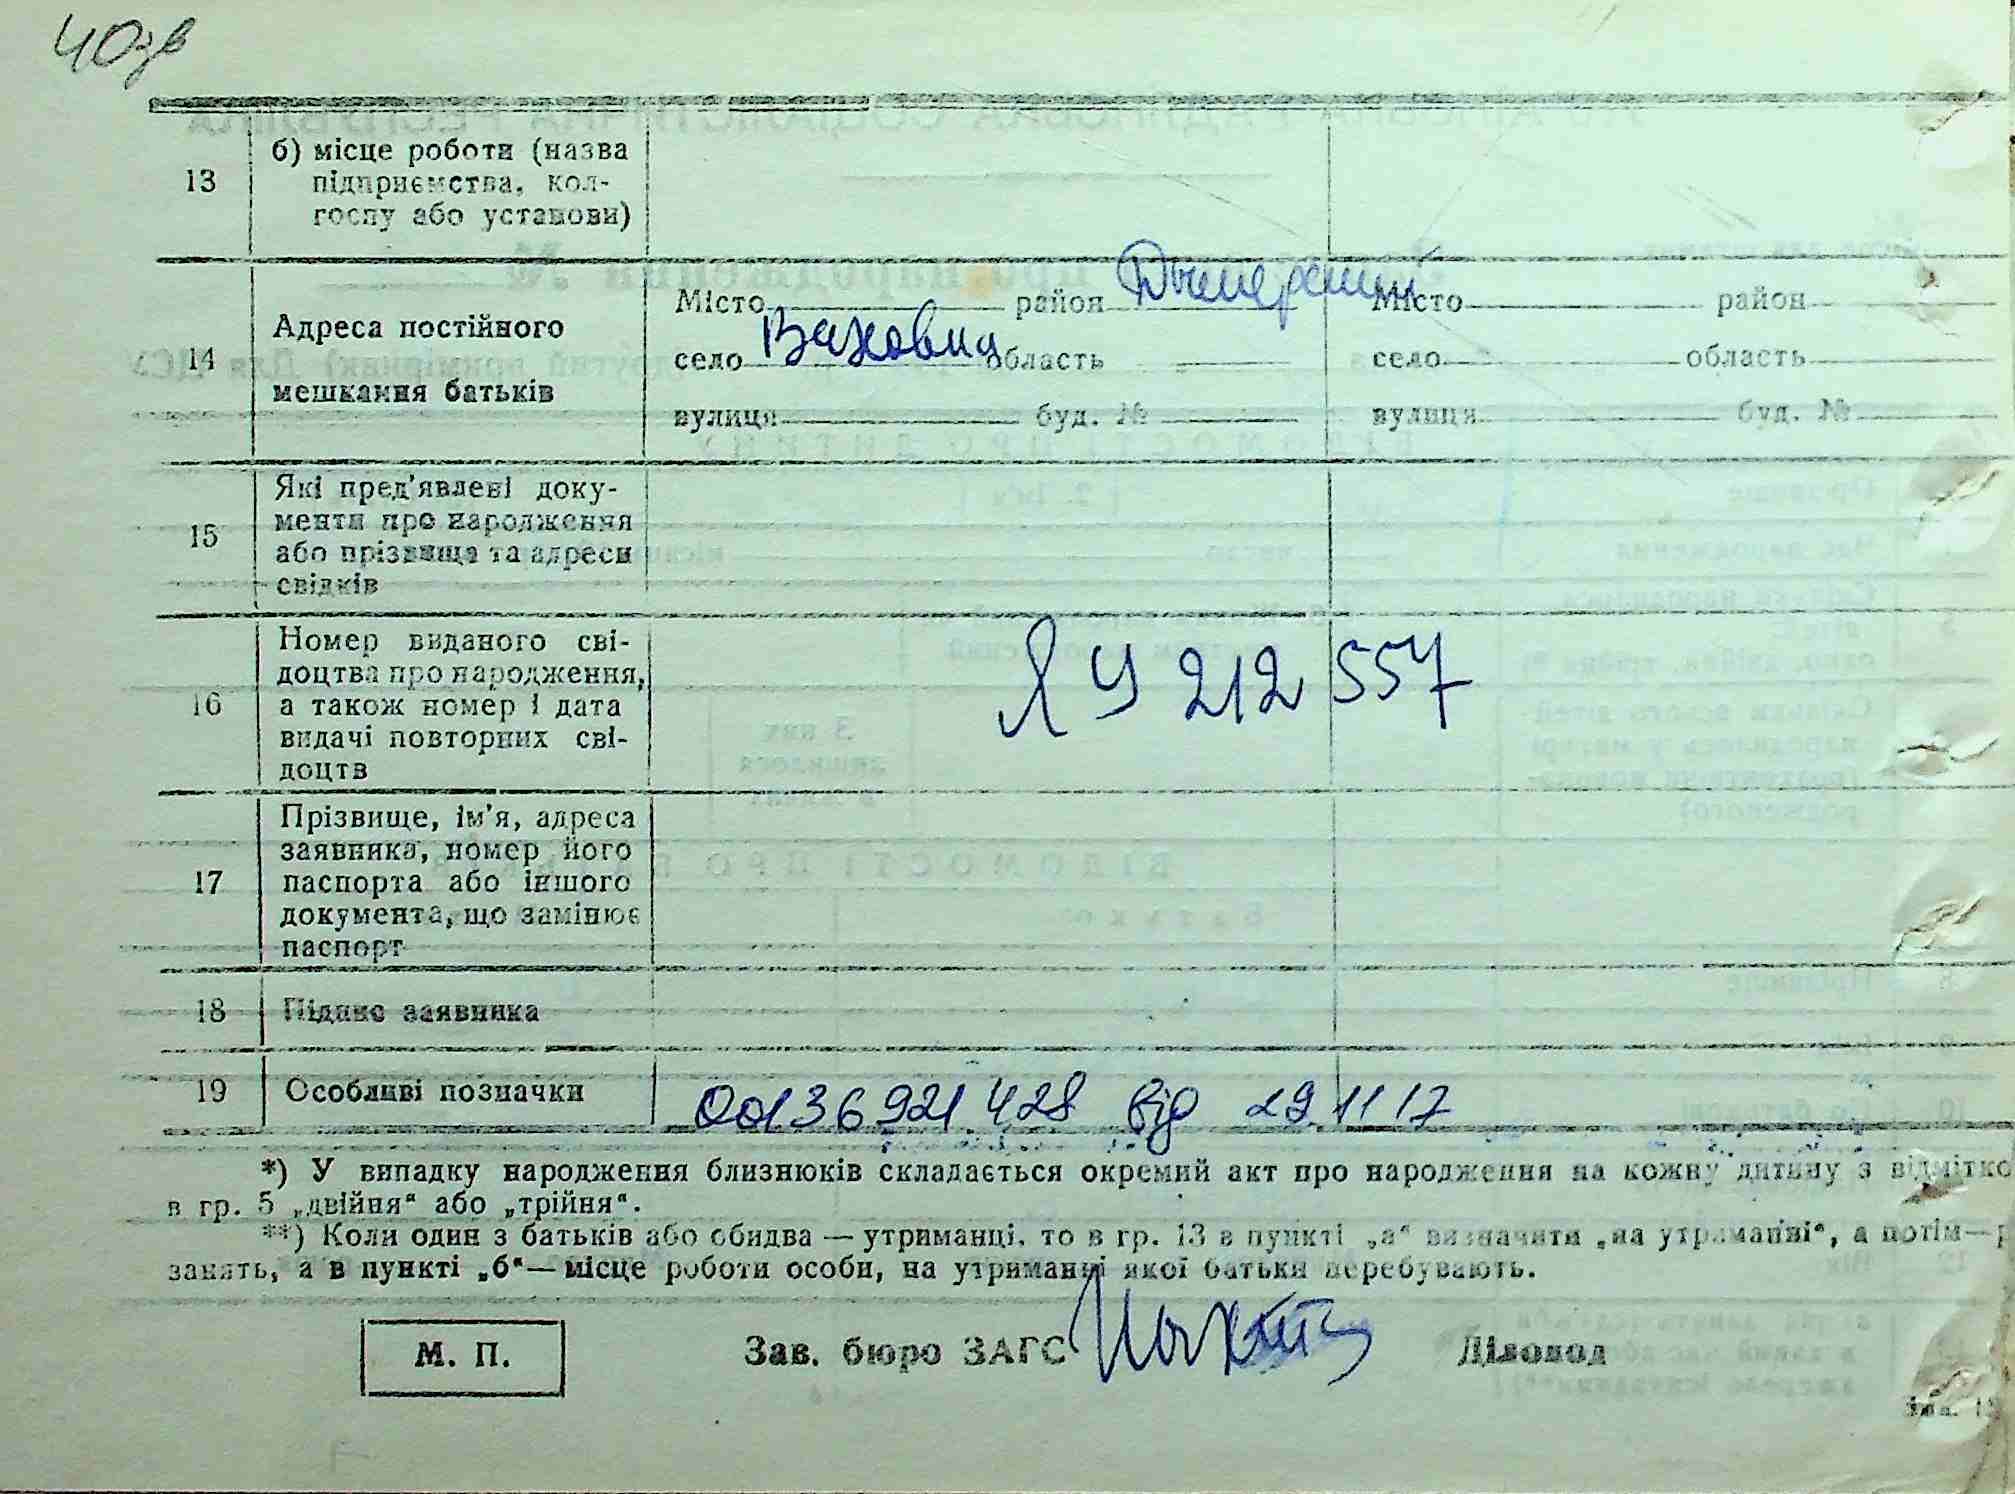 40зв
13
б) місце роботи (назва
підприємства, кол-
госпу або установи)
14
Адреса постійного
мешкання батьків
Місто район Дымерский
село Вахівка область
вулиця буд. №
Місто район
село область
вулиця буд. №
15
Які пред'явлені доку-
менти про народження
або прізвища та адреси
свідків
16
Номер виданого сві-
доцтва про народження,
а також номер і дата
видачі повторних сві-
доцтв
ЯУ 212 557
17
Прізвище, ім'я, адреса
заявника, номер його
паспорта або іншого
документа, що замінює
паспорт
18
Підпис заявника
19
Особливі позначки
00136921428 від 29.11 17
*) У випадку народження близнюків складається окремий акт про народження на кожну дитину з відмітко
в гр. 5 „двійня“ або „трійня“.
**) Коли один з батьків або обидва — утриманці, то в гр. 13 в пункті „а“ визначити „на утриманні“, а потім—р
занять, а в пункті „б“— місце роботи особи, на утриманні якої батьки перебувають.
М. П.
Зав. бюро ЗАГС
Діловод